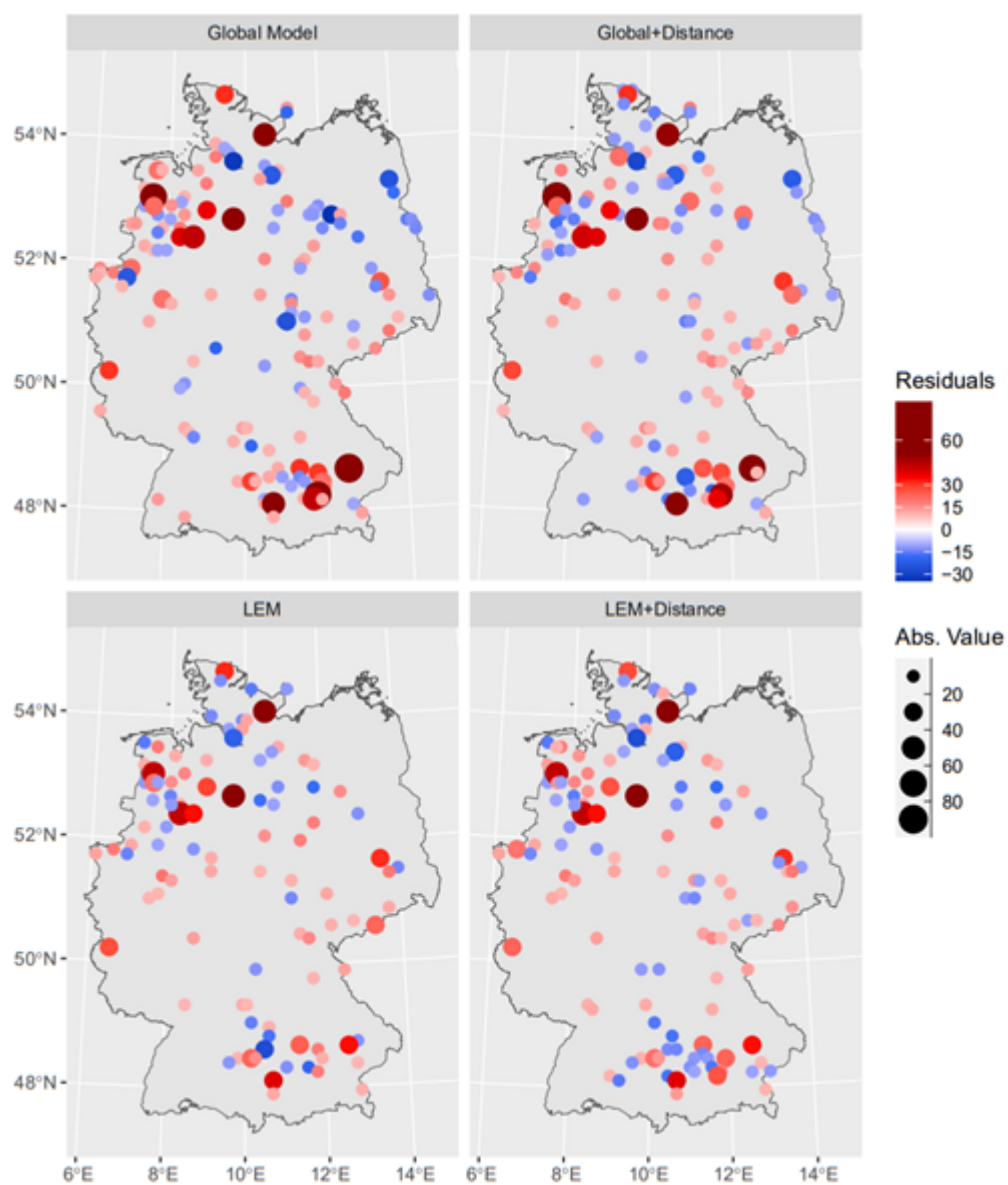 Global Model
Global+Distance
54°N
52°N
50°N
48°N
Residuals
60
30
15
0
−15
−30
Abs. Value
20
40
60
80
LEM
LEM+Distance
54°N
52°N
50°N
48°N
6°E 8°E 10°E 12°E 14°E 6°E 8°E 10°E 12°E 14°E